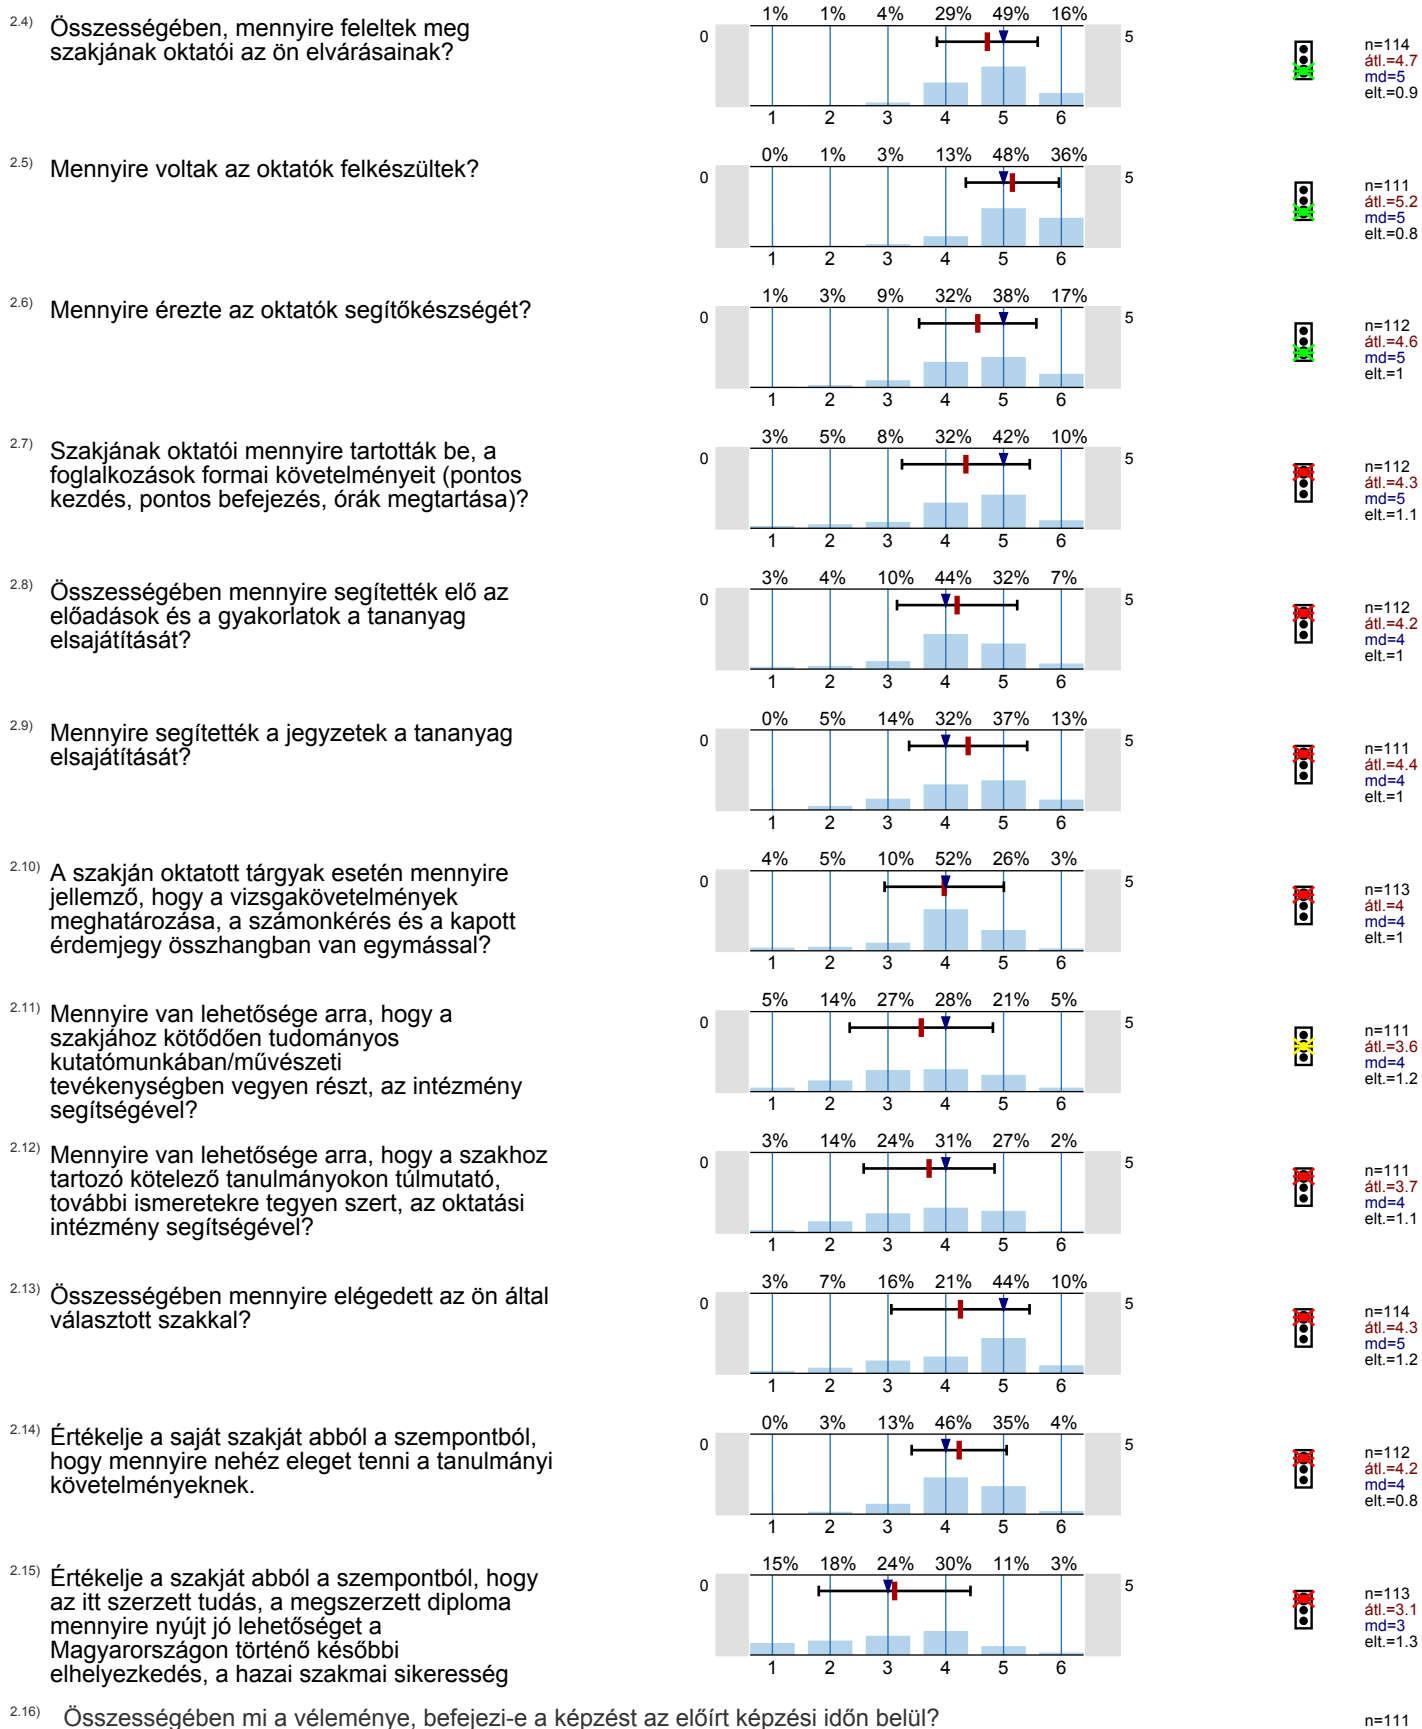 2.4) Összességében, mennyire feleltek meg
szakjának oktatói az ön elvárásainak?
1% 1% 4% 29% 49% 16%
0 5
1 2 3 4 5 6
n=114
átl.=4.7
md=5
elt.=0.9
2.5) Mennyire voltak az oktatók felkészültek?
0% 1% 3% 13% 48% 36%
0 5
1 2 3 4 5 6
n=111
átl.=5.2
md=5
elt.=0.8
2.6) Mennyire érezte az oktatók segítőkészségét?
1% 3% 9% 32% 38% 17%
0 5
1 2 3 4 5 6
n=112
átl.=4.6
md=5
elt.=1
2.7) Szakjának oktatói mennyire tartották be, a
foglalkozások formai követelményeit (pontos
kezdés, pontos befejezés, órák megtartása)?
3% 5% 8% 32% 42% 10%
0 5
1 2 3 4 5 6
n=112
átl.=4.3
md=5
elt.=1.1
2.8) Összességében mennyire segítették elő az
előadások és a gyakorlatok a tananyag
elsajátítását?
3% 4% 10% 44% 32% 7%
0 5
1 2 3 4 5 6
n=112
átl.=4.2
md=4
elt.=1
2.9) Mennyire segítették a jegyzetek a tananyag
elsajátítását?
0% 5% 14% 32% 37% 13%
0 5
1 2 3 4 5 6
n=111
átl.=4.4
md=4
elt.=1
2.10) A szakján oktatott tárgyak esetén mennyire
jellemző, hogy a vizsgakövetelmények
meghatározása, a számonkérés és a kapott
érdemjegy összhangban van egymással?
4% 5% 10% 52% 26% 3%
0 5
1 2 3 4 5 6
n=113
átl.=4
md=4
elt.=1
2.11) Mennyire van lehetősége arra, hogy a
szakjához kötődően tudományos
kutatómunkában/művészeti
tevékenységben vegyen részt, az intézmény
segítségével?
5% 14% 27% 28% 21% 5%
0 5
1 2 3 4 5 6
n=111
átl.=3.6
md=4
elt.=1.2
2.12) Mennyire van lehetősége arra, hogy a szakhoz
tartozó kötelező tanulmányokon túlmutató,
további ismeretekre tegyen szert, az oktatási
intézmény segítségével?
3% 14% 24% 31% 27% 2%
0 5
1 2 3 4 5 6
n=111
átl.=3.7
md=4
elt.=1.1
2.13) Összességében mennyire elégedett az ön által
választott szakkal?
3% 7% 16% 21% 44% 10%
0 5
1 2 3 4 5 6
n=114
átl.=4.3
md=5
elt.=1.2
2.14) Értékelje a saját szakját abból a szempontból,
hogy mennyire nehéz eleget tenni a tanulmányi
követelményeknek.
0% 3% 13% 46% 35% 4%
0 5
1 2 3 4 5 6
n=112
átl.=4.2
md=4
elt.=0.8
2.15) Értékelje a szakját abból a szempontból, hogy
az itt szerzett tudás, a megszerzett diploma
mennyire nyújt jó lehetőséget a
Magyarországon történő későbbi
elhelyezkedés, a hazai szakmai sikeresség
15% 18% 24% 30% 11% 3%
0 5
1 2 3 4 5 6
n=113
átl.=3.1
md=3
elt.=1.3
2.16) Összességében mi a véleménye, befejezi-e a képzést az előírt képzési időn belül?
n=111